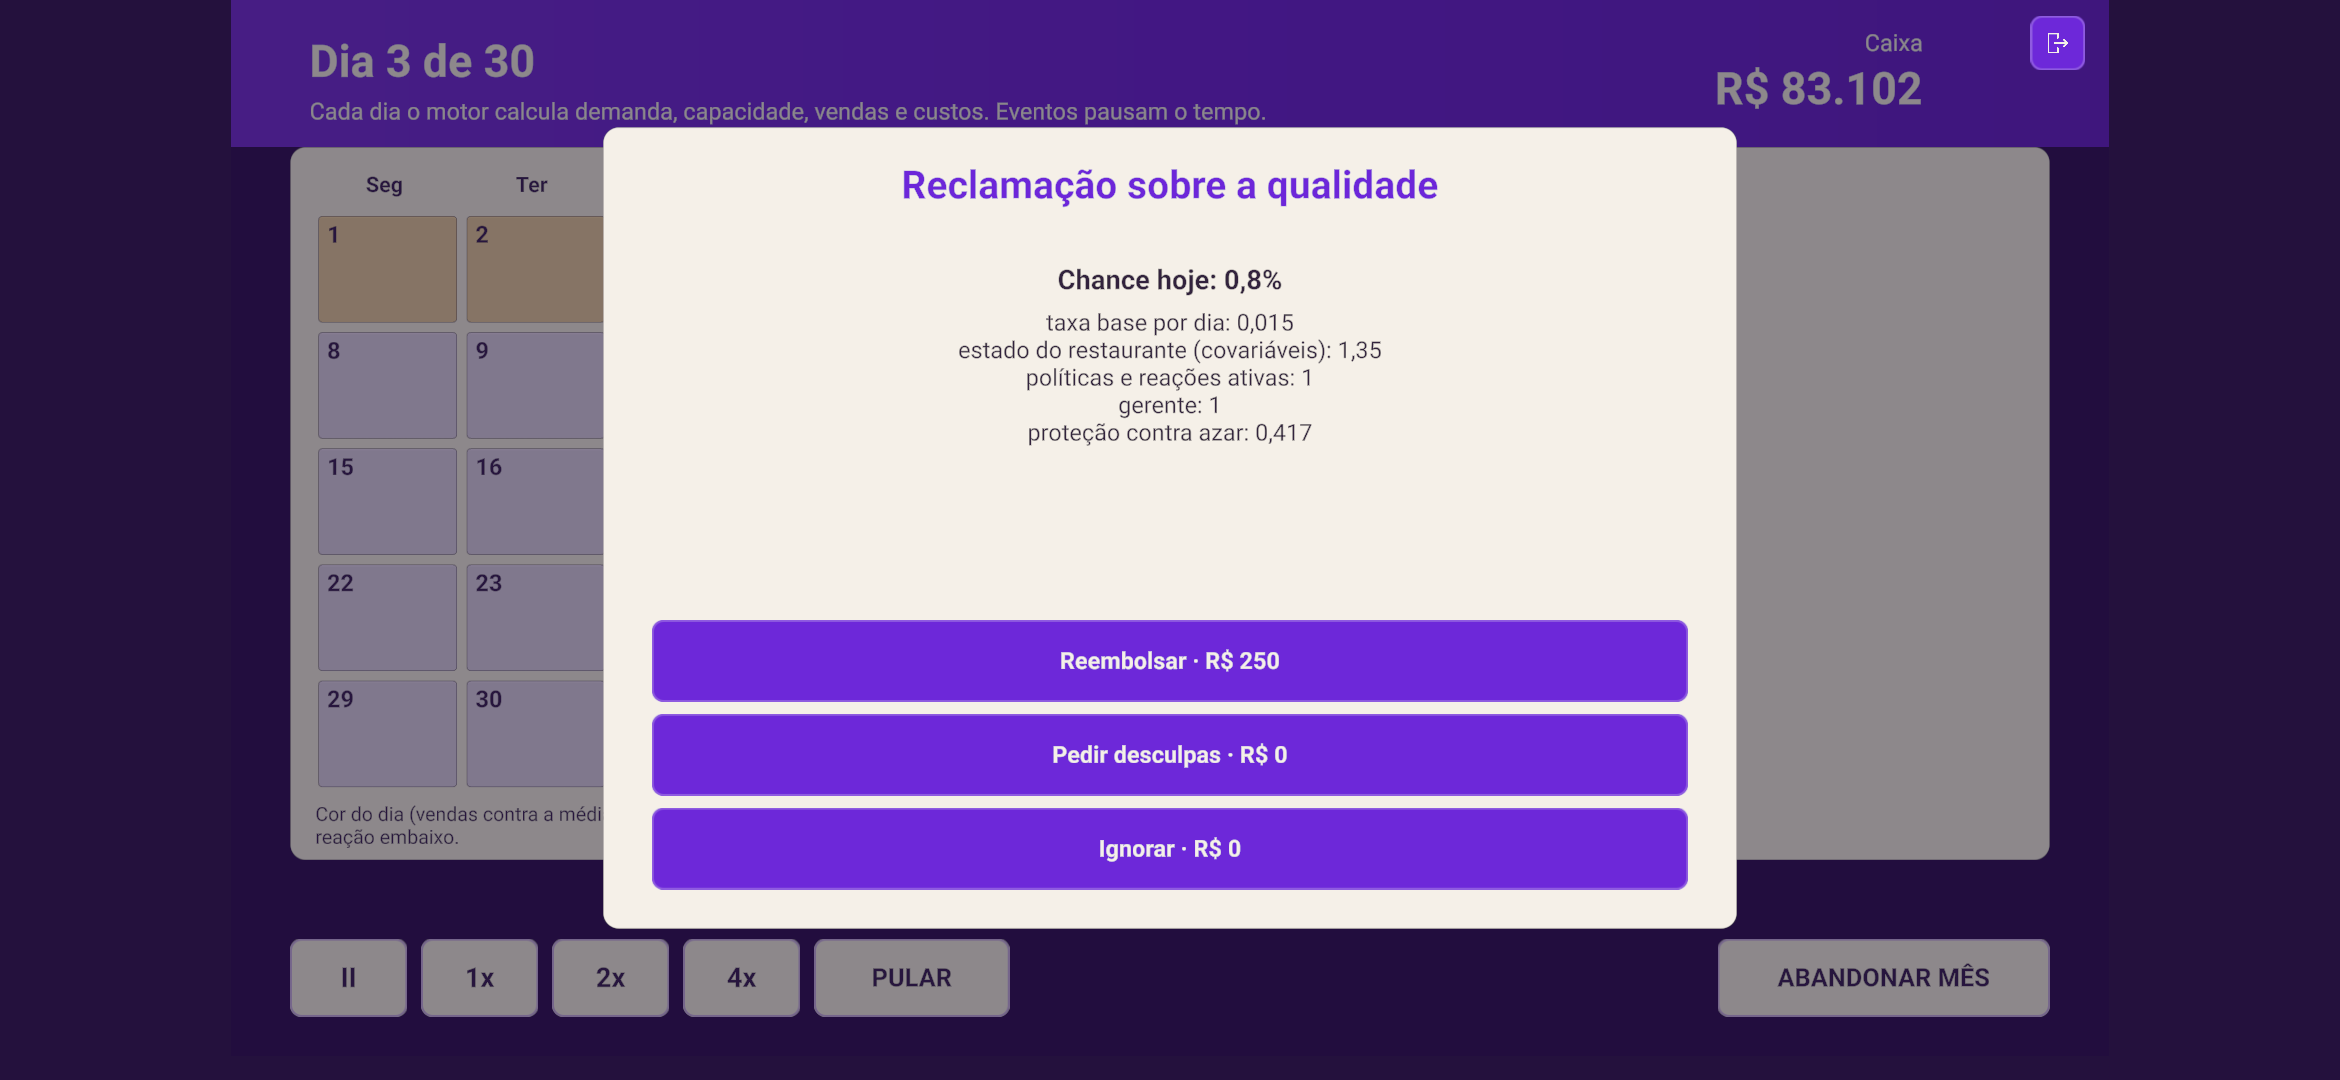 Dia 3 de 30
Cada dia o motor calcula demanda, capacidade, vendas e custos. Eventos pausam o tempo.
Caixa
R$ 83.102
Seg
Ter
1
2
8
9
15
16
22
23
29
30
Cor do dia (vendas contra a médi
reação embaixo.
Reclamação sobre a qualidade
Chance hoje: 0,8%
taxa base por dia: 0,015
estado do restaurante (covariáveis): 1,35
políticas e reações ativas: 1
gerente: 1
proteção contra azar: 0,417
Reembolsar · R$ 250
Pedir desculpas · R$ 0
Ignorar · R$ 0
II
1x
2x
4x
PULAR
ABANDONAR MÊS